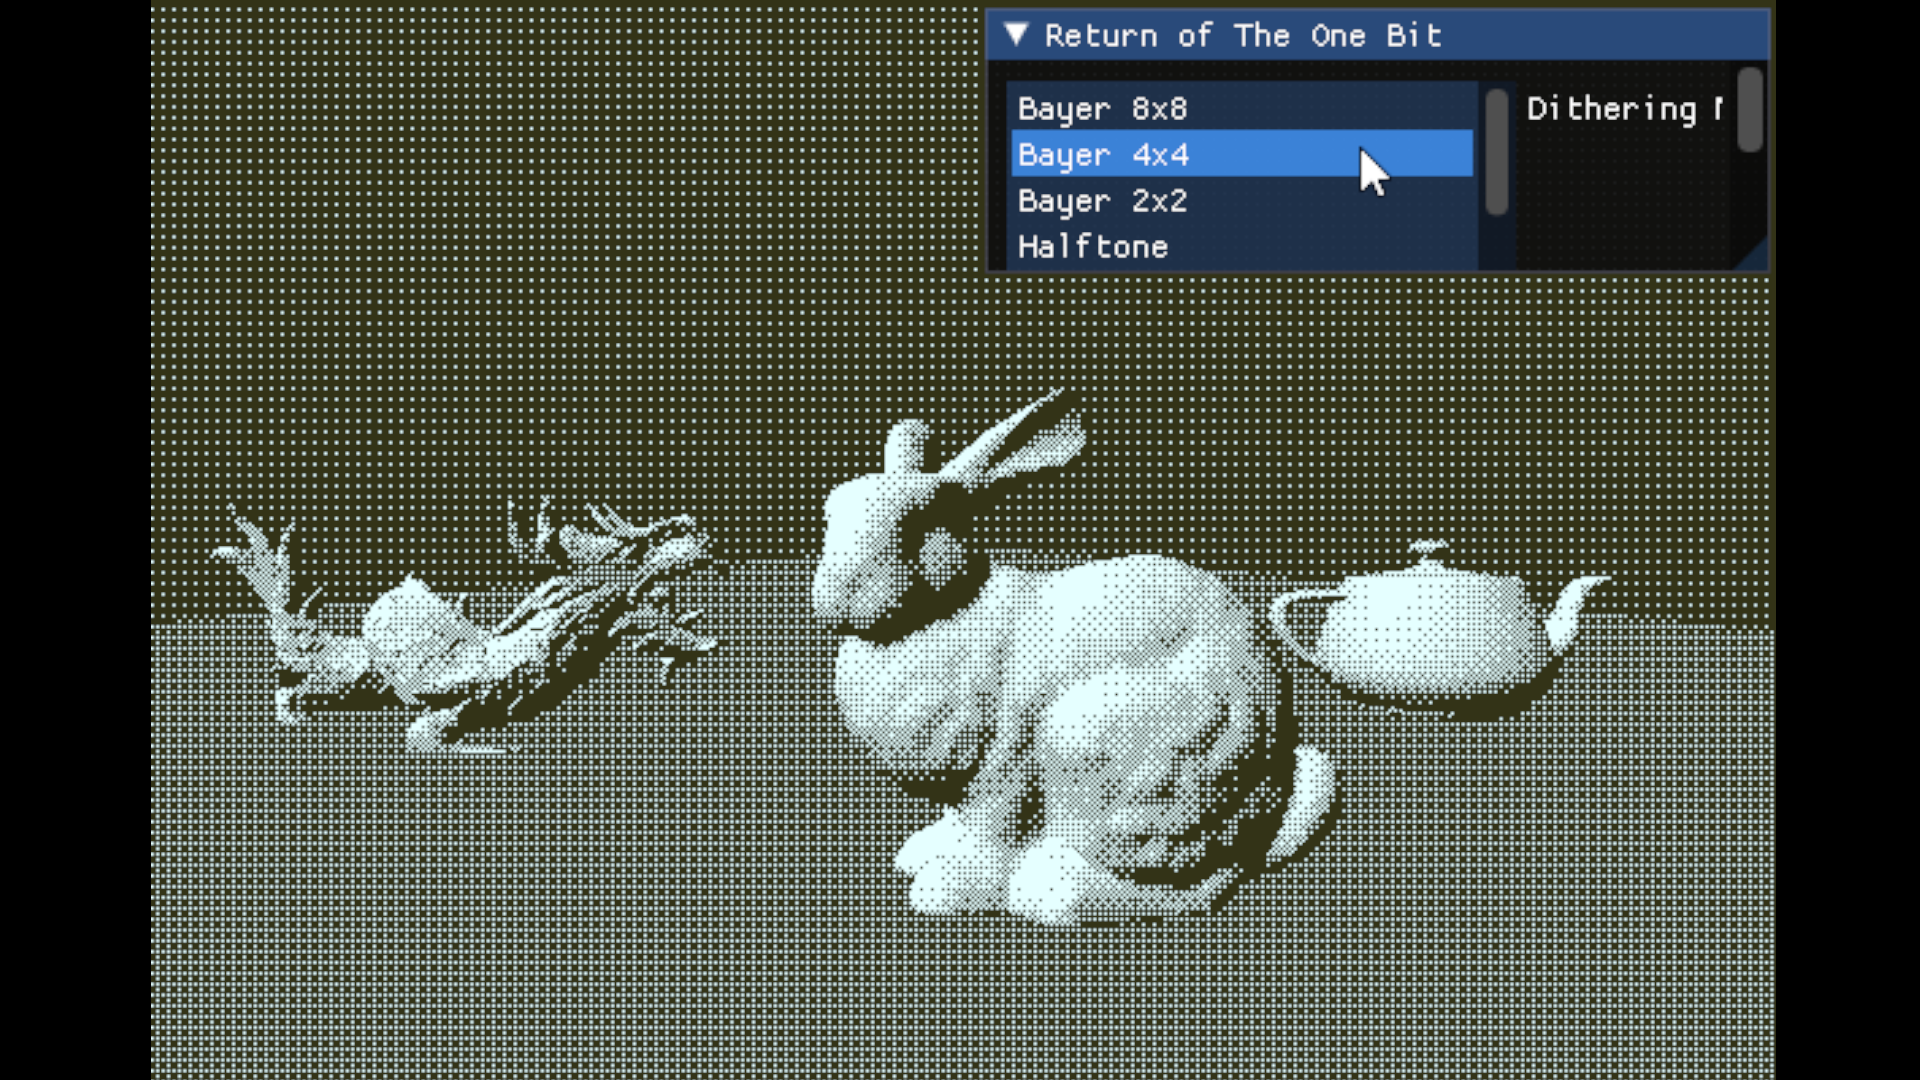 Return of The One Bit
Bayer 8x8
Dithering
Bayer 4x4
Bayer 2x2
Halftone